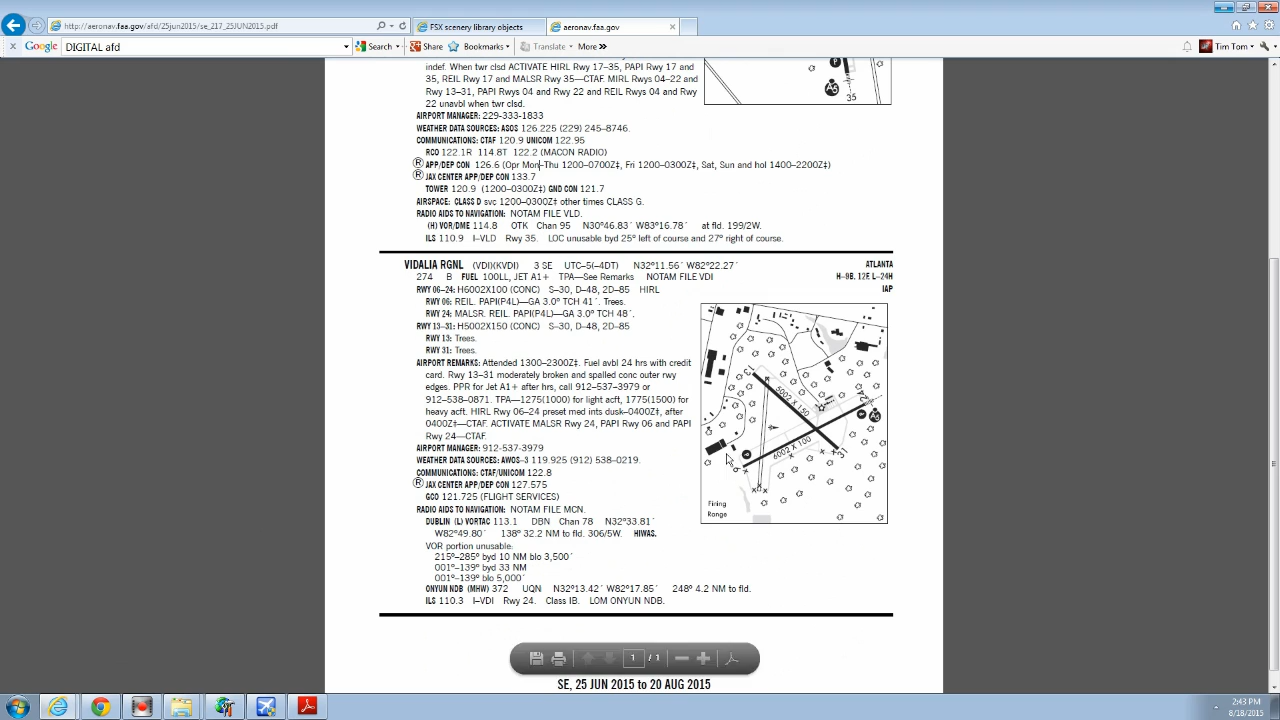 http://aeronav.faa.gov/afd/25jun2015/se_217_25JUN2015.pdf
FSX scenery library objects
aeronav.faa.gov
Google
DIGITAL afd
Search
Share
Bookmarks
Translate
More »
Tim Tom
indef. When twr clsd ACTIVATE HIRL Rwy 17–35, PAPI Rwy 17 and
35, REIL Rwy 17 and MALSR Rwy 35—CTAF. MIRL Rwys 04–22 and
Rwy 13–31, PAPI Rwys 04 and Rwy 22 and REIL Rwys 04 and Rwy
22 unavbl when twr clsd.
AIRPORT MANAGER: 229-333-1833
WEATHER DATA SOURCES: ASOS 126.225 (229) 245–8746.
COMMUNICATIONS: CTAF 120.9 UNICOM 122.95
RCO 122.1R 114.8T 122.2 (MACON RADIO)
Ⓡ APP/DEP CON 126.6 (Opr Mon–Thu 1200–0700Z‡, Fri 1200–0300Z‡, Sat, Sun and hol 1400–2200Z‡)
Ⓡ JAX CENTER APP/DEP CON 133.7
TOWER 120.9 (1200–0300Z‡) GND CON 121.7
AIRSPACE: CLASS D svc 1200–0300Z‡ other times CLASS G.
RADIO AIDS TO NAVIGATION: NOTAM FILE VLD.
(H) VOR/DME 114.8 OTK Chan 95 N30°46.83´ W83°16.78´ at fld. 199/2W.
ILS 110.9 I–VLD Rwy 35. LOC unusable byd 25° left of course and 27° right of course.
P
A5
35
VIDALIA RGNL (VDI)(KVDI) 3 SE UTC–5(–4DT) N32°11.56´ W82°22.27´
ATLANTA
274 B FUEL 100LL, JET A1+ TPA—See Remarks NOTAM FILE VDI
H–9B, 12F, L–24H
RWY 06–24: H6002X100 (CONC) S–30, D–48, 2D–85 HIRL
IAP
RWY 06: REIL. PAPI(P4L)—GA 3.0° TCH 41´. Trees.
RWY 24: MALSR. REIL. PAPI(P4L)—GA 3.0° TCH 48´.
RWY 13–31: H5002X150 (CONC) S–30, D–48, 2D–85
RWY 13: Trees.
RWY 31: Trees.
AIRPORT REMARKS: Attended 1300–2300Z‡. Fuel avbl 24 hrs with credit
card. Rwy 13–31 moderately broken and spalled conc outer rwy
edges. PPR for Jet A1+ after hrs, call 912–537–3979 or
912–538–0871. TPA—1275(1000) for light acft, 1775(1500) for
heavy acft. HIRL Rwy 06–24 preset med ints dusk–0400Z‡, after
0400Z‡—CTAF. ACTIVATE MALSR Rwy 24, PAPI Rwy 06 and PAPI
Rwy 24—CTAF.
AIRPORT MANAGER: 912-537-3979
WEATHER DATA SOURCES: AWOS–3 119.925 (912) 538–0219.
COMMUNICATIONS: CTAF/UNICOM 122.8
Ⓡ JAX CENTER APP/DEP CON 127.575
GCO 121.725 (FLIGHT SERVICES)
RADIO AIDS TO NAVIGATION: NOTAM FILE MCN.
DUBLIN (L) VORTAC 113.1 DBN Chan 78 N32°33.81´
W82°49.80´ 138° 32.2 NM to fld. 306/5W. HIWAS.
VOR portion unusable:
215°–285° byd 10 NM blo 3,500´
001°–139° byd 33 NM
001°–139° blo 5,000´
ONYUN NDB (MHW) 372 UQN N32°13.42´ W82°17.85´ 248° 4.2 NM to fld.
ILS 110.3 I–VDI Rwy 24. Class IB. LOM ONYUN NDB.
13
5002 X 150
24
A5
6002 X 100
31
Firing
Range
1 / 1
SE, 25 JUN 2015 to 20 AUG 2015
2:43 PM
8/18/2015